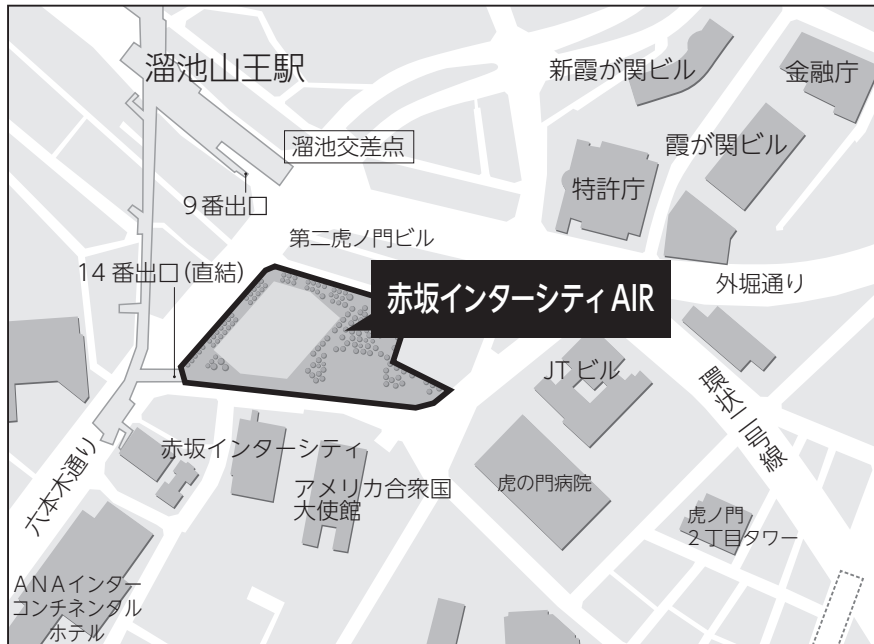 溜池山王駅
新霞が関ビル
金融庁
溜池交差点
霞が関ビル
特許庁
9番出口
第二虎ノ門ビル
14番出口(直結)
赤坂インターシティAIR
外堀通り
JTビル
環状二号線
赤坂インターシティ
六本木通り
アメリカ合衆国
大使館
虎の門病院
虎ノ門
2丁目タワー
ANAインター
コンチネンタル
ホテル